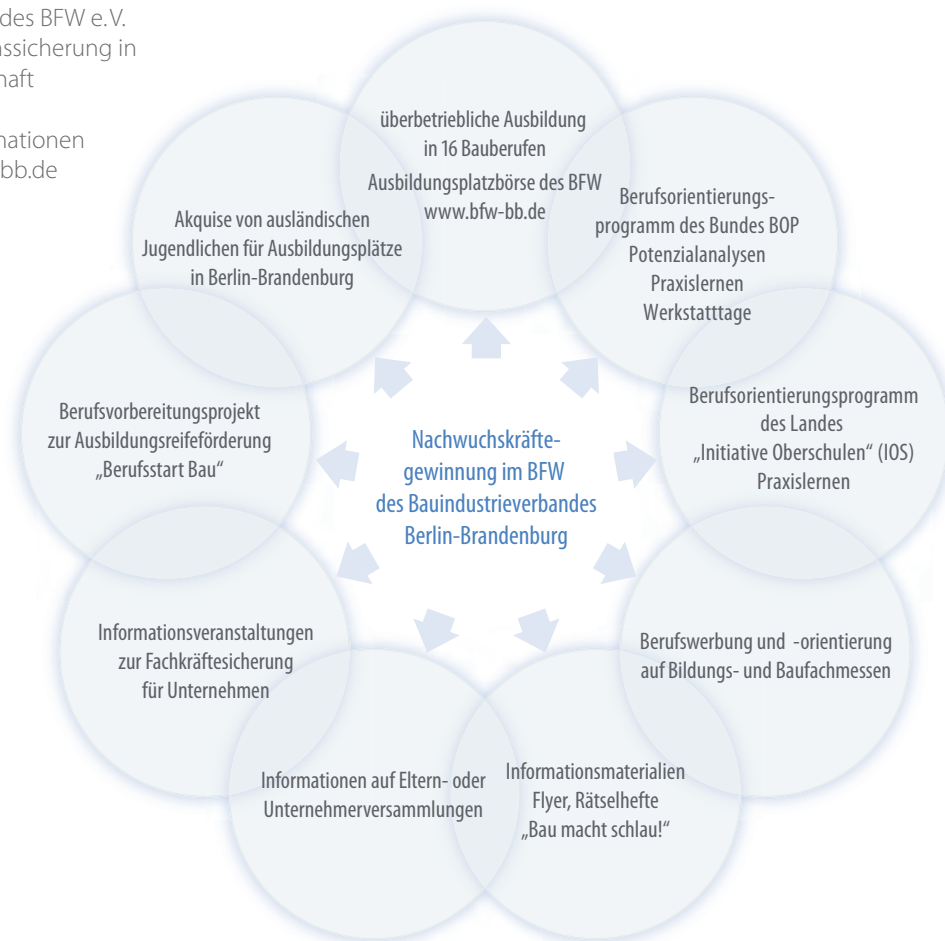 des BFW e.V.
ssicherung in
haft
nationen
bb.de
überbetriebliche Ausbildung
in 16 Bauberufen
Ausbildungsplatzbörse des BFW
www.bfw-bb.de
Berufsorientierungs-
programm des Bundes BOP
Potenzialanalysen
Praxislernen
Werkstatttage
Berufsorientierungsprogramm
des Landes
„Initiative Oberschulen“ (IOS)
Praxislernen
Berufswerbung und -orientierung
auf Bildungs- und Baufachmessen
Informationsmaterialien
Flyer, Rätselhefte
„Bau macht schlau!“
Informationen auf Eltern- oder
Unternehmerversammlungen
Informationsveranstaltungen
zur Fachkräftesicherung
für Unternehmen
Berufsvorbereitungsprojekt
zur Ausbildungsreifeförderung
„Berufsstart Bau“
Akquise von ausländischen
Jugendlichen für Ausbildungsplätze
in Berlin-Brandenburg
Nachwuchskräfte-
gewinnung im BFW
des Bauindustrieverbandes
Berlin-Brandenburg